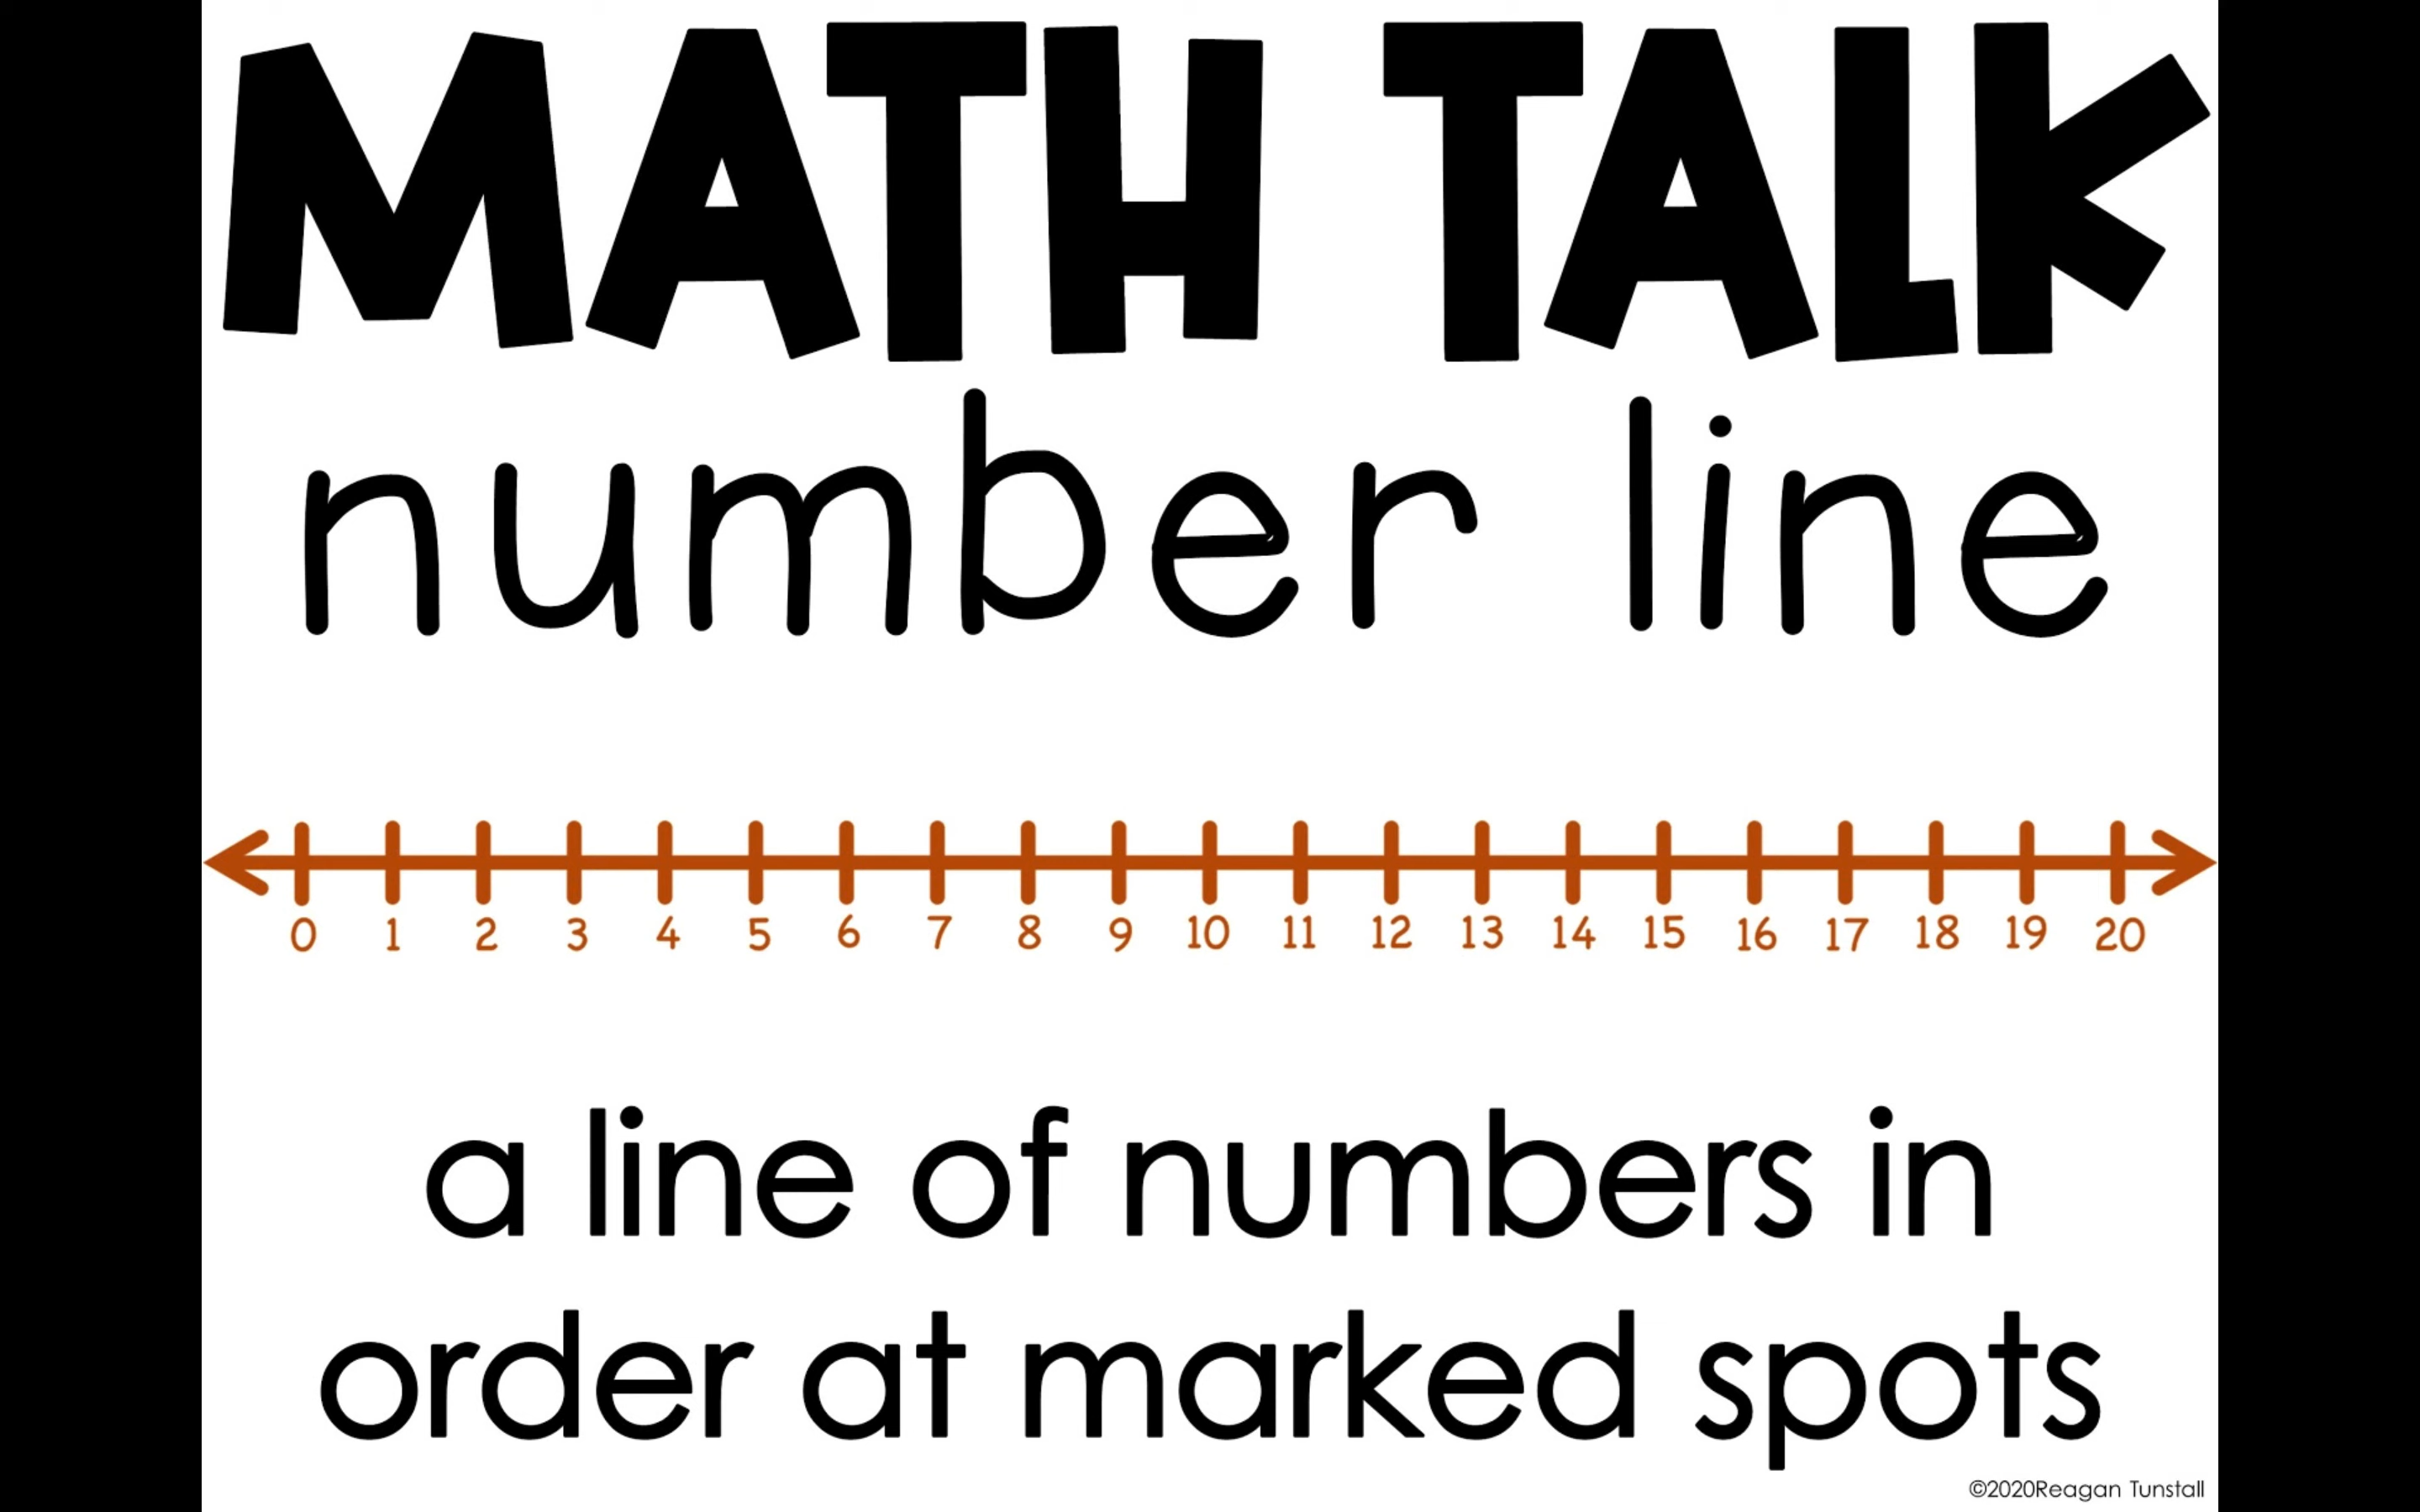 MATH TALK
number line
0 1 2 3 4 5 6 7 8 9 10 11 12 13 14 15 16 17 18 19 20
a line of numbers in
order at marked spots
©2020Reagan Tunstall